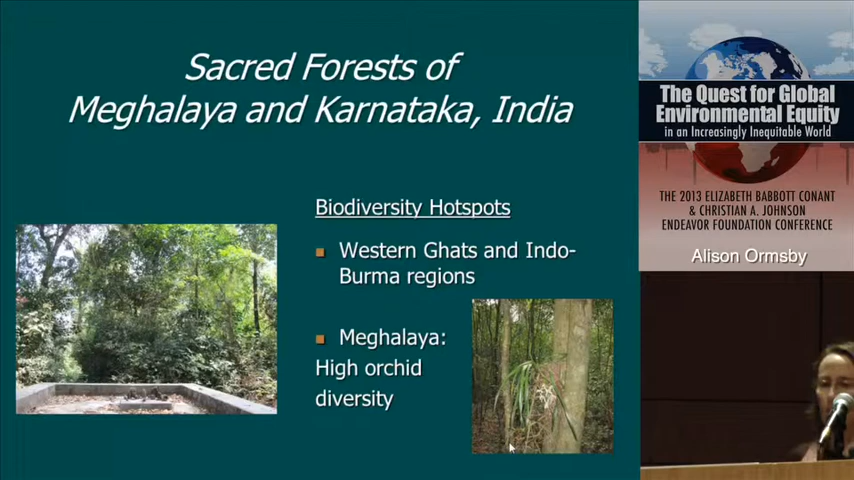 Sacred Forests of
Meghalaya and Karnataka, India
Biodiversity Hotspots
Western Ghats and Indo-
Burma regions
Meghalaya:
High orchid
diversity
The Quest for Global
Environmental Equity
in an Increasingly Inequitable World
THE 2013 ELIZABETH BABBOTT CONANT
& CHRISTIAN A. JOHNSON
ENDEAVOR FOUNDATION CONFERENCE
Alison Ormsby